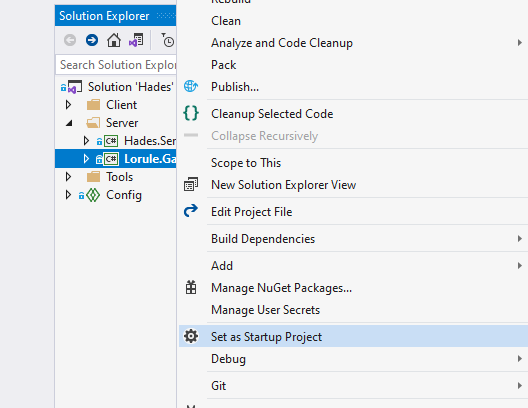 Solution Explorer
Search Solution Explor
Solution 'Hades'
Client
Server
C# Hades.Ser
C# Lorule.Ga
Tools
Config
Rebuild
Clean
Analyze and Code Cleanup
Pack
Publish...
Cleanup Selected Code
Collapse Recursively
Scope to This
New Solution Explorer View
Edit Project File
Build Dependencies
Add
Manage NuGet Packages...
Manage User Secrets
Set as Startup Project
Debug
Git